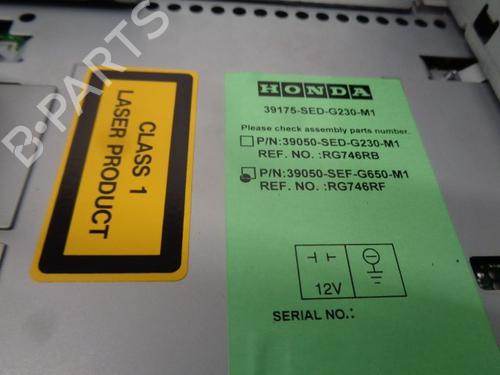 B-PARTS
CLASS 1
LASER PRODUCT
HONDA
39175-SED-G230-M1
Please check assembly parts number.
P/N:39050-SED-G230-M1
REF. NO. :RG746RB
P/N:39050-SEF-G650-M1
REF. NO. :RG746RF
12V
SERIAL NO.: